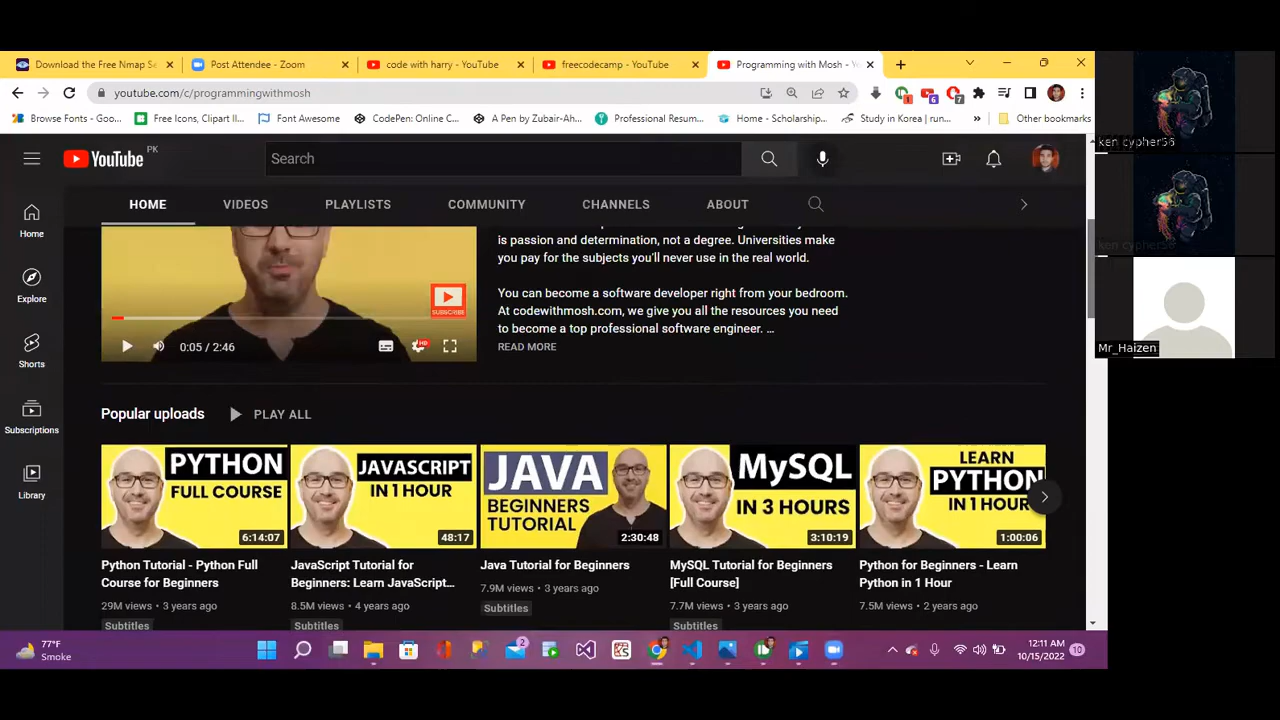 Download the Free Nmap Se
Post Attendee - Zoom
code with harry - YouTube
freecodecamp - YouTube
Programming with Mosh - Y
youtube.com/c/programmingwithmosh
1
6
7
Browse Fonts - Goo...
Free Icons, Clipart Il...
Font Awesome
CodePen: Online C...
A Pen by Zubair-Ah...
Professional Resum...
Home - Scholarship...
Study in Korea | run...
Other bookmarks
YouTube PK
Search
HOME
VIDEOS
PLAYLISTS
COMMUNITY
CHANNELS
ABOUT
Home
Explore
Shorts
Subscriptions
Library
is passion and determination, not a degree. Universities make
you pay for the subjects you'll never use in the real world.
You can become a software developer right from your bedroom.
At codewithmosh.com, we give you all the resources you need
to become a top professional software engineer. ...
READ MORE
SUBSCRIBE
0:05 / 2:46
HD
Popular uploads
PLAY ALL
PYTHON
FULL COURSE
6:14:07
JAVASCRIPT
IN 1 HOUR
48:17
JAVA
BEGINNERS
TUTORIAL
2:30:48
MySQL
IN 3 HOURS
3:10:19
LEARN
PYTHON
IN 1 HOUR
1:00:06
Python Tutorial - Python Full
Course for Beginners
29M views • 3 years ago
Subtitles
JavaScript Tutorial for
Beginners: Learn JavaScript...
8.5M views • 4 years ago
Subtitles
Java Tutorial for Beginners
7.9M views • 3 years ago
Subtitles
MySQL Tutorial for Beginners
[Full Course]
7.7M views • 3 years ago
Subtitles
Python for Beginners - Learn
Python in 1 Hour
7.5M views • 2 years ago
ken cypher56
ken cypher56
Mr_Haizen
77°F
Smoke
2
12:11 AM
10/15/2022
10